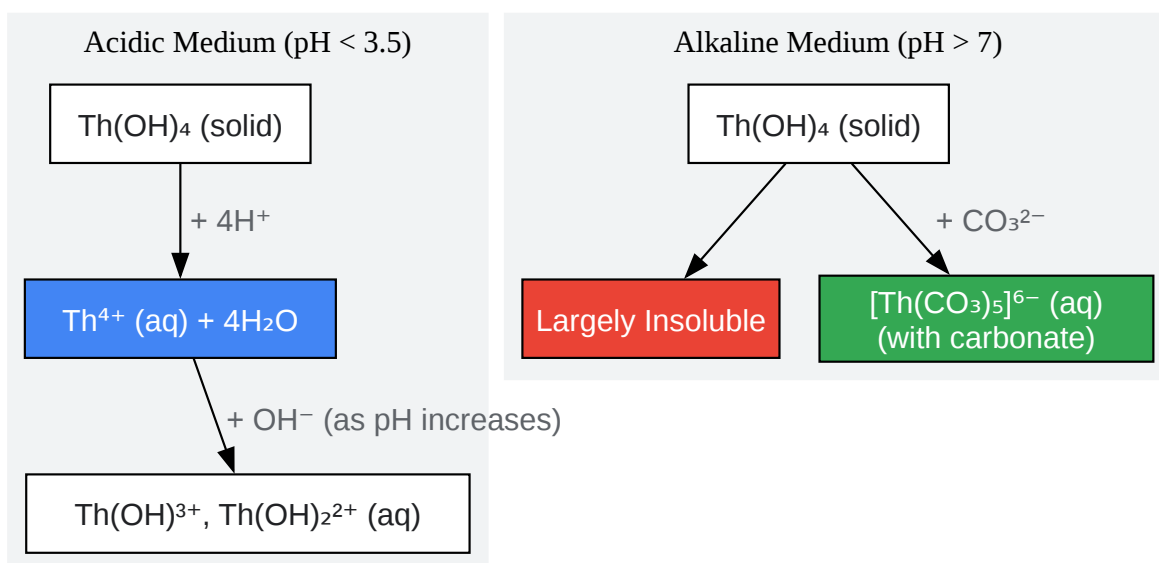 Acidic Medium (pH < 3.5)
Th(OH)₄ (solid)
+ 4H⁺
Th⁴⁺ (aq) + 4H₂O
+ OH⁻ (as pH increases)
Th(OH)³⁺, Th(OH)₂²⁺ (aq)
Alkaline Medium (pH > 7)
Th(OH)₄ (solid)
+ CO₃²⁻
Largely Insoluble
[Th(CO₃)₅]⁶⁻ (aq)
(with carbonate)